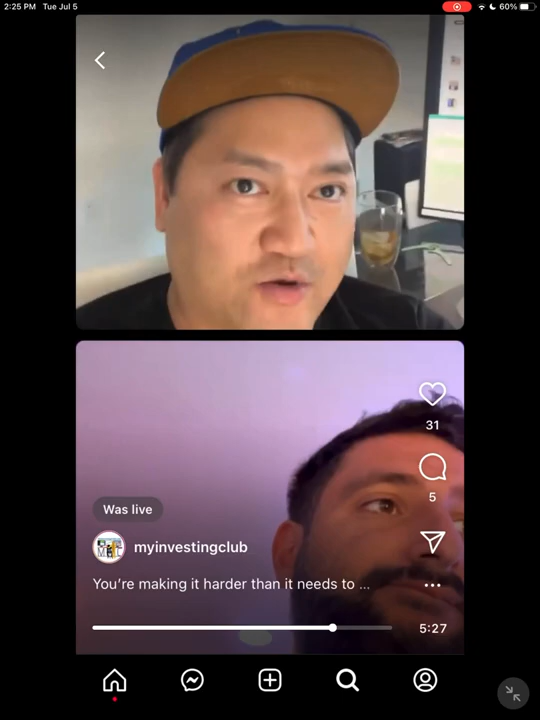 2:25 PM Tue Jul 5
60%
31
5
Was live
myinvestingclub
You're making it harder than it needs to ...
5:27